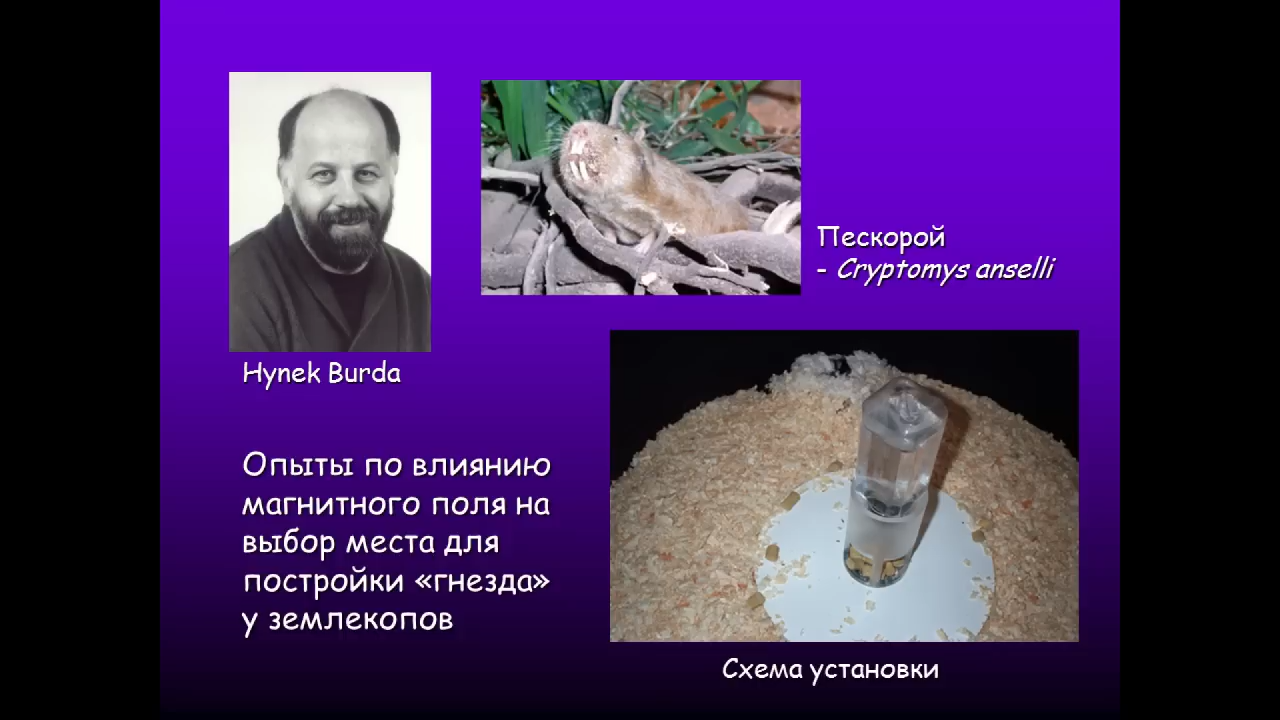 Пескорой
- Cryptomys anselli
Hynek Burda
Опыты по влиянию
магнитного поля на
выбор места для
постройки «гнезда»
у землекопов
Схема установки